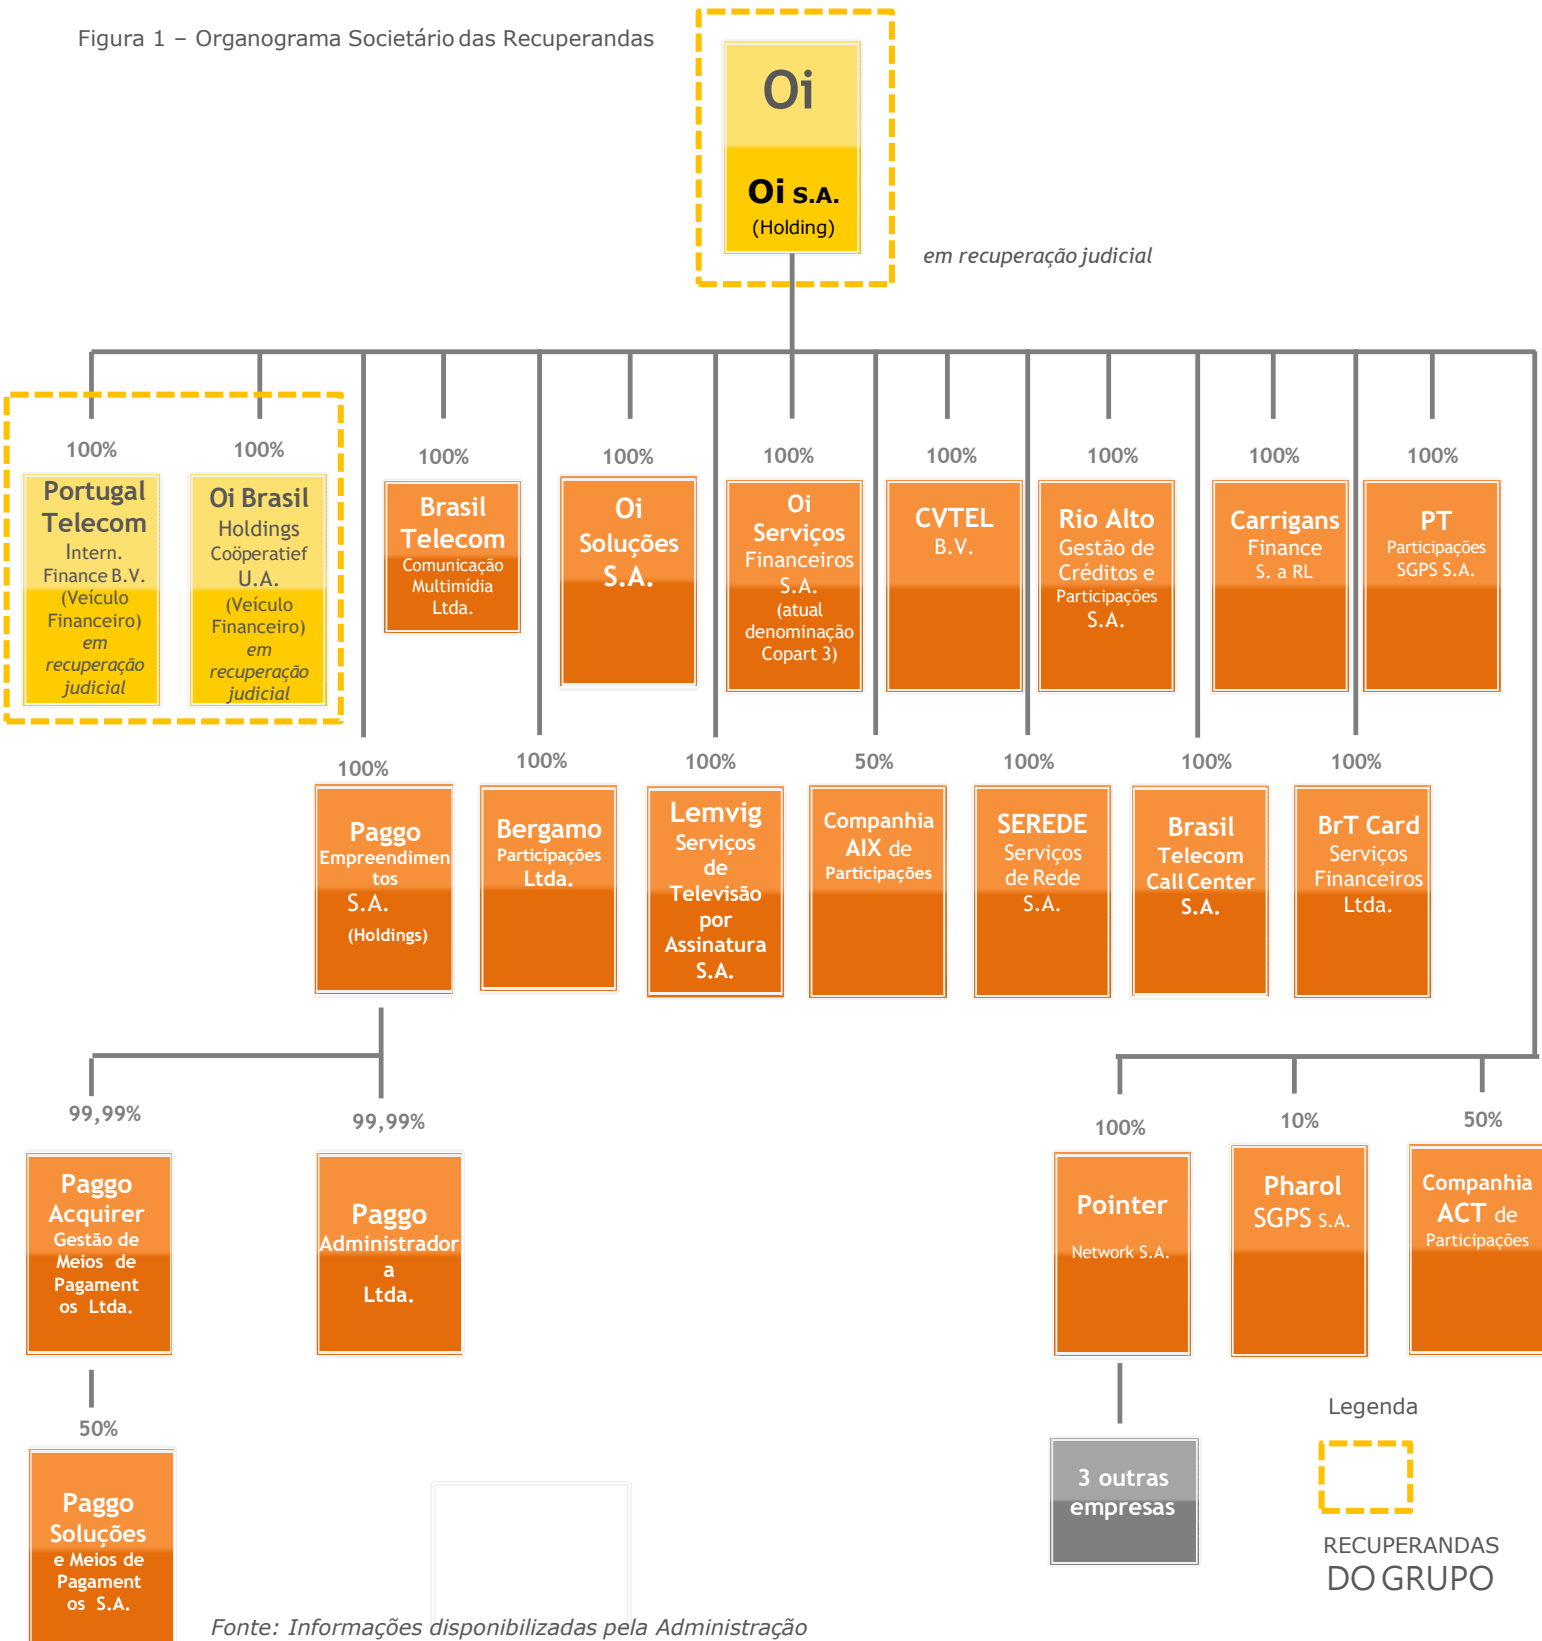 Figura 1 – Organograma Societário das Recuperandas
Oi
Oi S.A.
(Holding)
em recuperação judicial
100%
Portugal
Telecom
Intern.
Finance B.V.
(Veículo
Financeiro)
em
recuperação
judicial
100%
Oi Brasil
Holdings
Coöperatief
U.A.
(Veículo
Financeiro)
em
recuperação
judicial
100%
Brasil
Telecom
Comunicação
Multimídia
Ltda.
100%
Oi
Soluções
S.A.
100%
Oi
Serviços
Financeiros
S.A.
(atual
denominação
Copart 3)
100%
CVTEL
B.V.
100%
Rio Alto
Gestão de
Créditos e
Participações
S.A.
100%
Carrigans
Finance
S. a RL
100%
PT
Participações
SGPS S.A.
100%
Paggo
Empreendimen
tos
S.A.
(Holdings)
100%
Bergamo
Participações
Ltda.
100%
Lemvig
Serviços
de
Televisão
por
Assinatura
S.A.
50%
Companhia
AIX de
Participações
100%
SEREDE
Serviços
de Rede
S.A.
100%
Brasil
Telecom
Call Center
S.A.
100%
BrT Card
Serviços
Financeiros
Ltda.
99,99%
Paggo
Acquirer
Gestão de
Meios de
Pagament
os Ltda.
99,99%
Paggo
Administrador
a
Ltda.
100%
Pointer
Network S.A.
10%
Pharol
SGPS S.A.
50%
Companhia
ACT de
Participações
50%
Paggo
Soluções
e Meios de
Pagament
os S.A.
3 outras
empresas
Legenda
RECUPERANDAS
DO GRUPO
Fonte: Informações disponibilizadas pela Administração